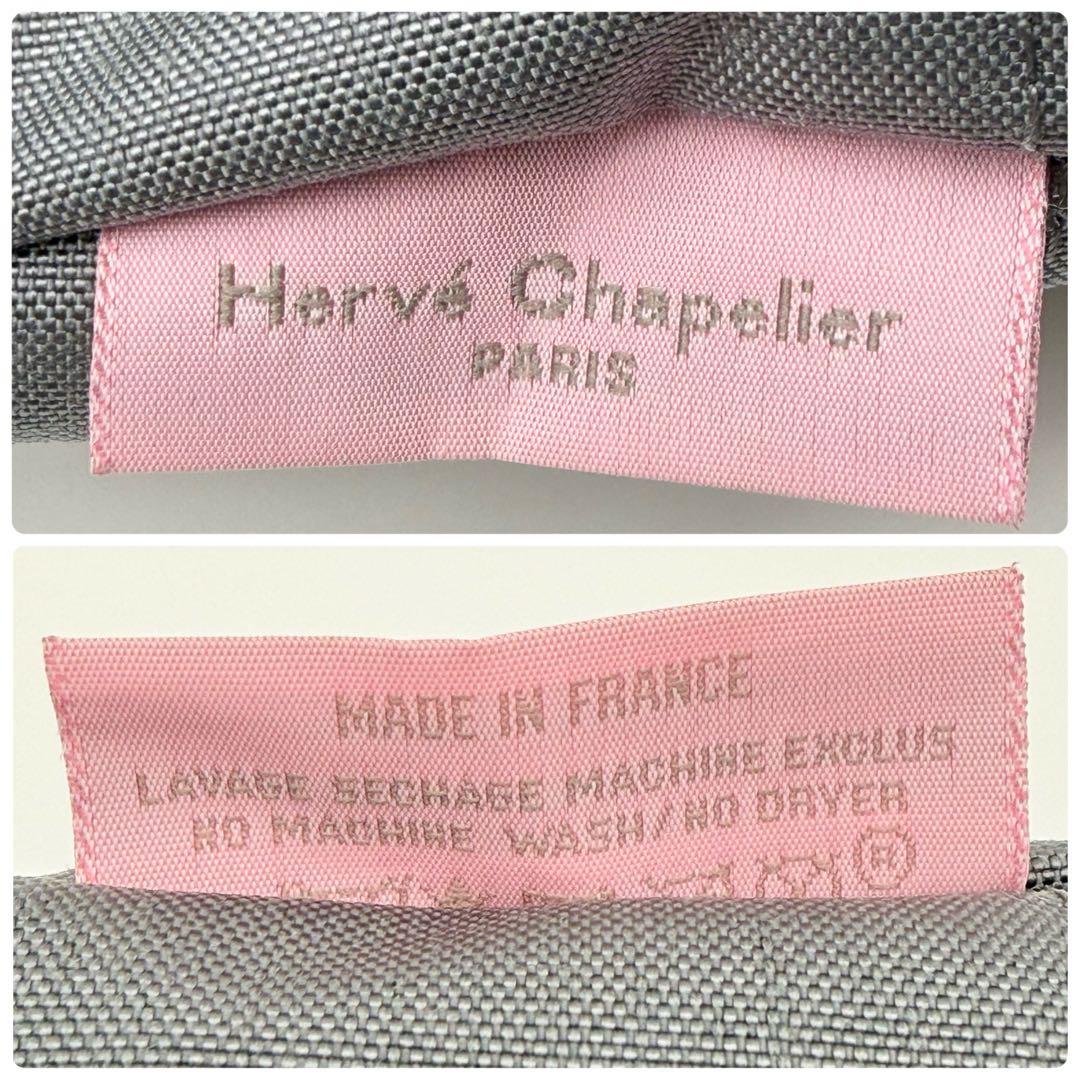 Hervé Chapelier
PARIS
MADE IN FRANCE
LAVAGE SECHAGE MACHINE EXCLUS
NO MACHINE WASH/NO DRYER
®